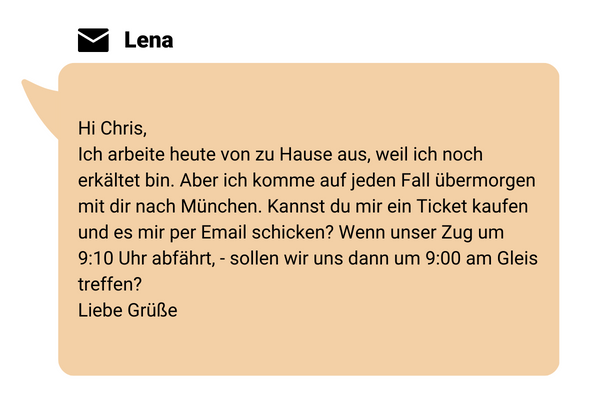 Lena
Hi Chris,
Ich arbeite heute von zu Hause aus, weil ich noch
erkältet bin. Aber ich komme auf jeden Fall übermorgen
mit dir nach München. Kannst du mir ein Ticket kaufen
und es mir per Email schicken? Wenn unser Zug um
9:10 Uhr abfährt, - sollen wir uns dann um 9:00 am Gleis
treffen?
Liebe Grüße